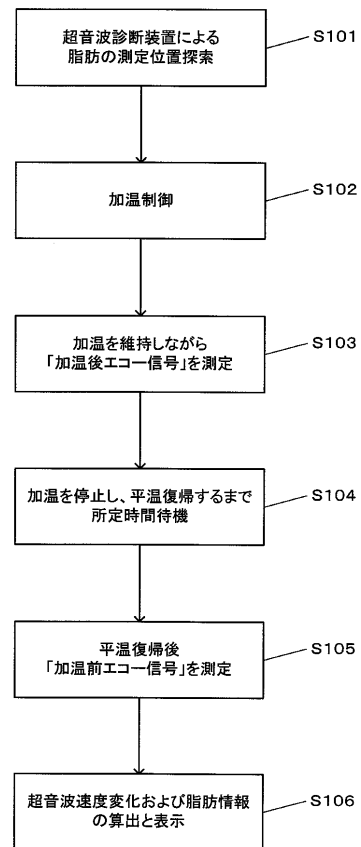 超音波診断装置による
脂肪の測定位置探索
S101
加温制御
S102
加温を維持しながら
「加温後エコー信号」を測定
S103
加温を停止し、平温復帰するまで
所定時間待機
S104
平温復帰後
「加温前エコー信号」を測定
S105
超音波速度変化および脂肪情報
の算出と表示
S106